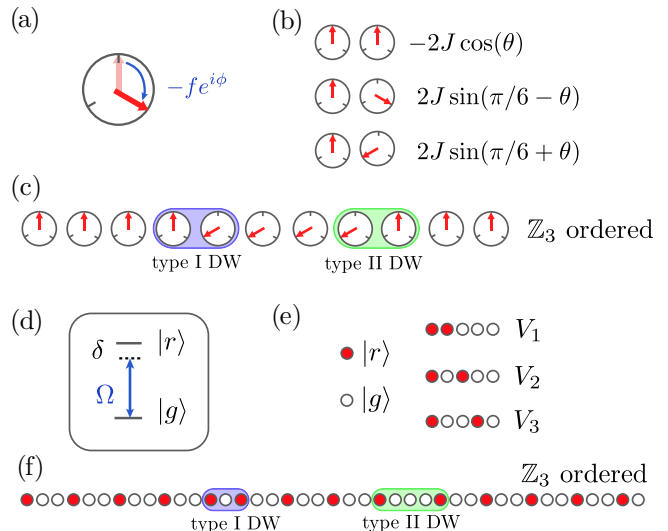 (a)
−fe^{iϕ}
(b)
−2J cos(θ)
2J sin(π/6 − θ)
2J sin(π/6 + θ)
(c)
ℤ₃ ordered
type I DW
type II DW
(d)
δ
|r⟩
Ω
|g⟩
(e)
|r⟩
|g⟩
V₁
V₂
V₃
(f)
ℤ₃ ordered
type I DW
type II DW